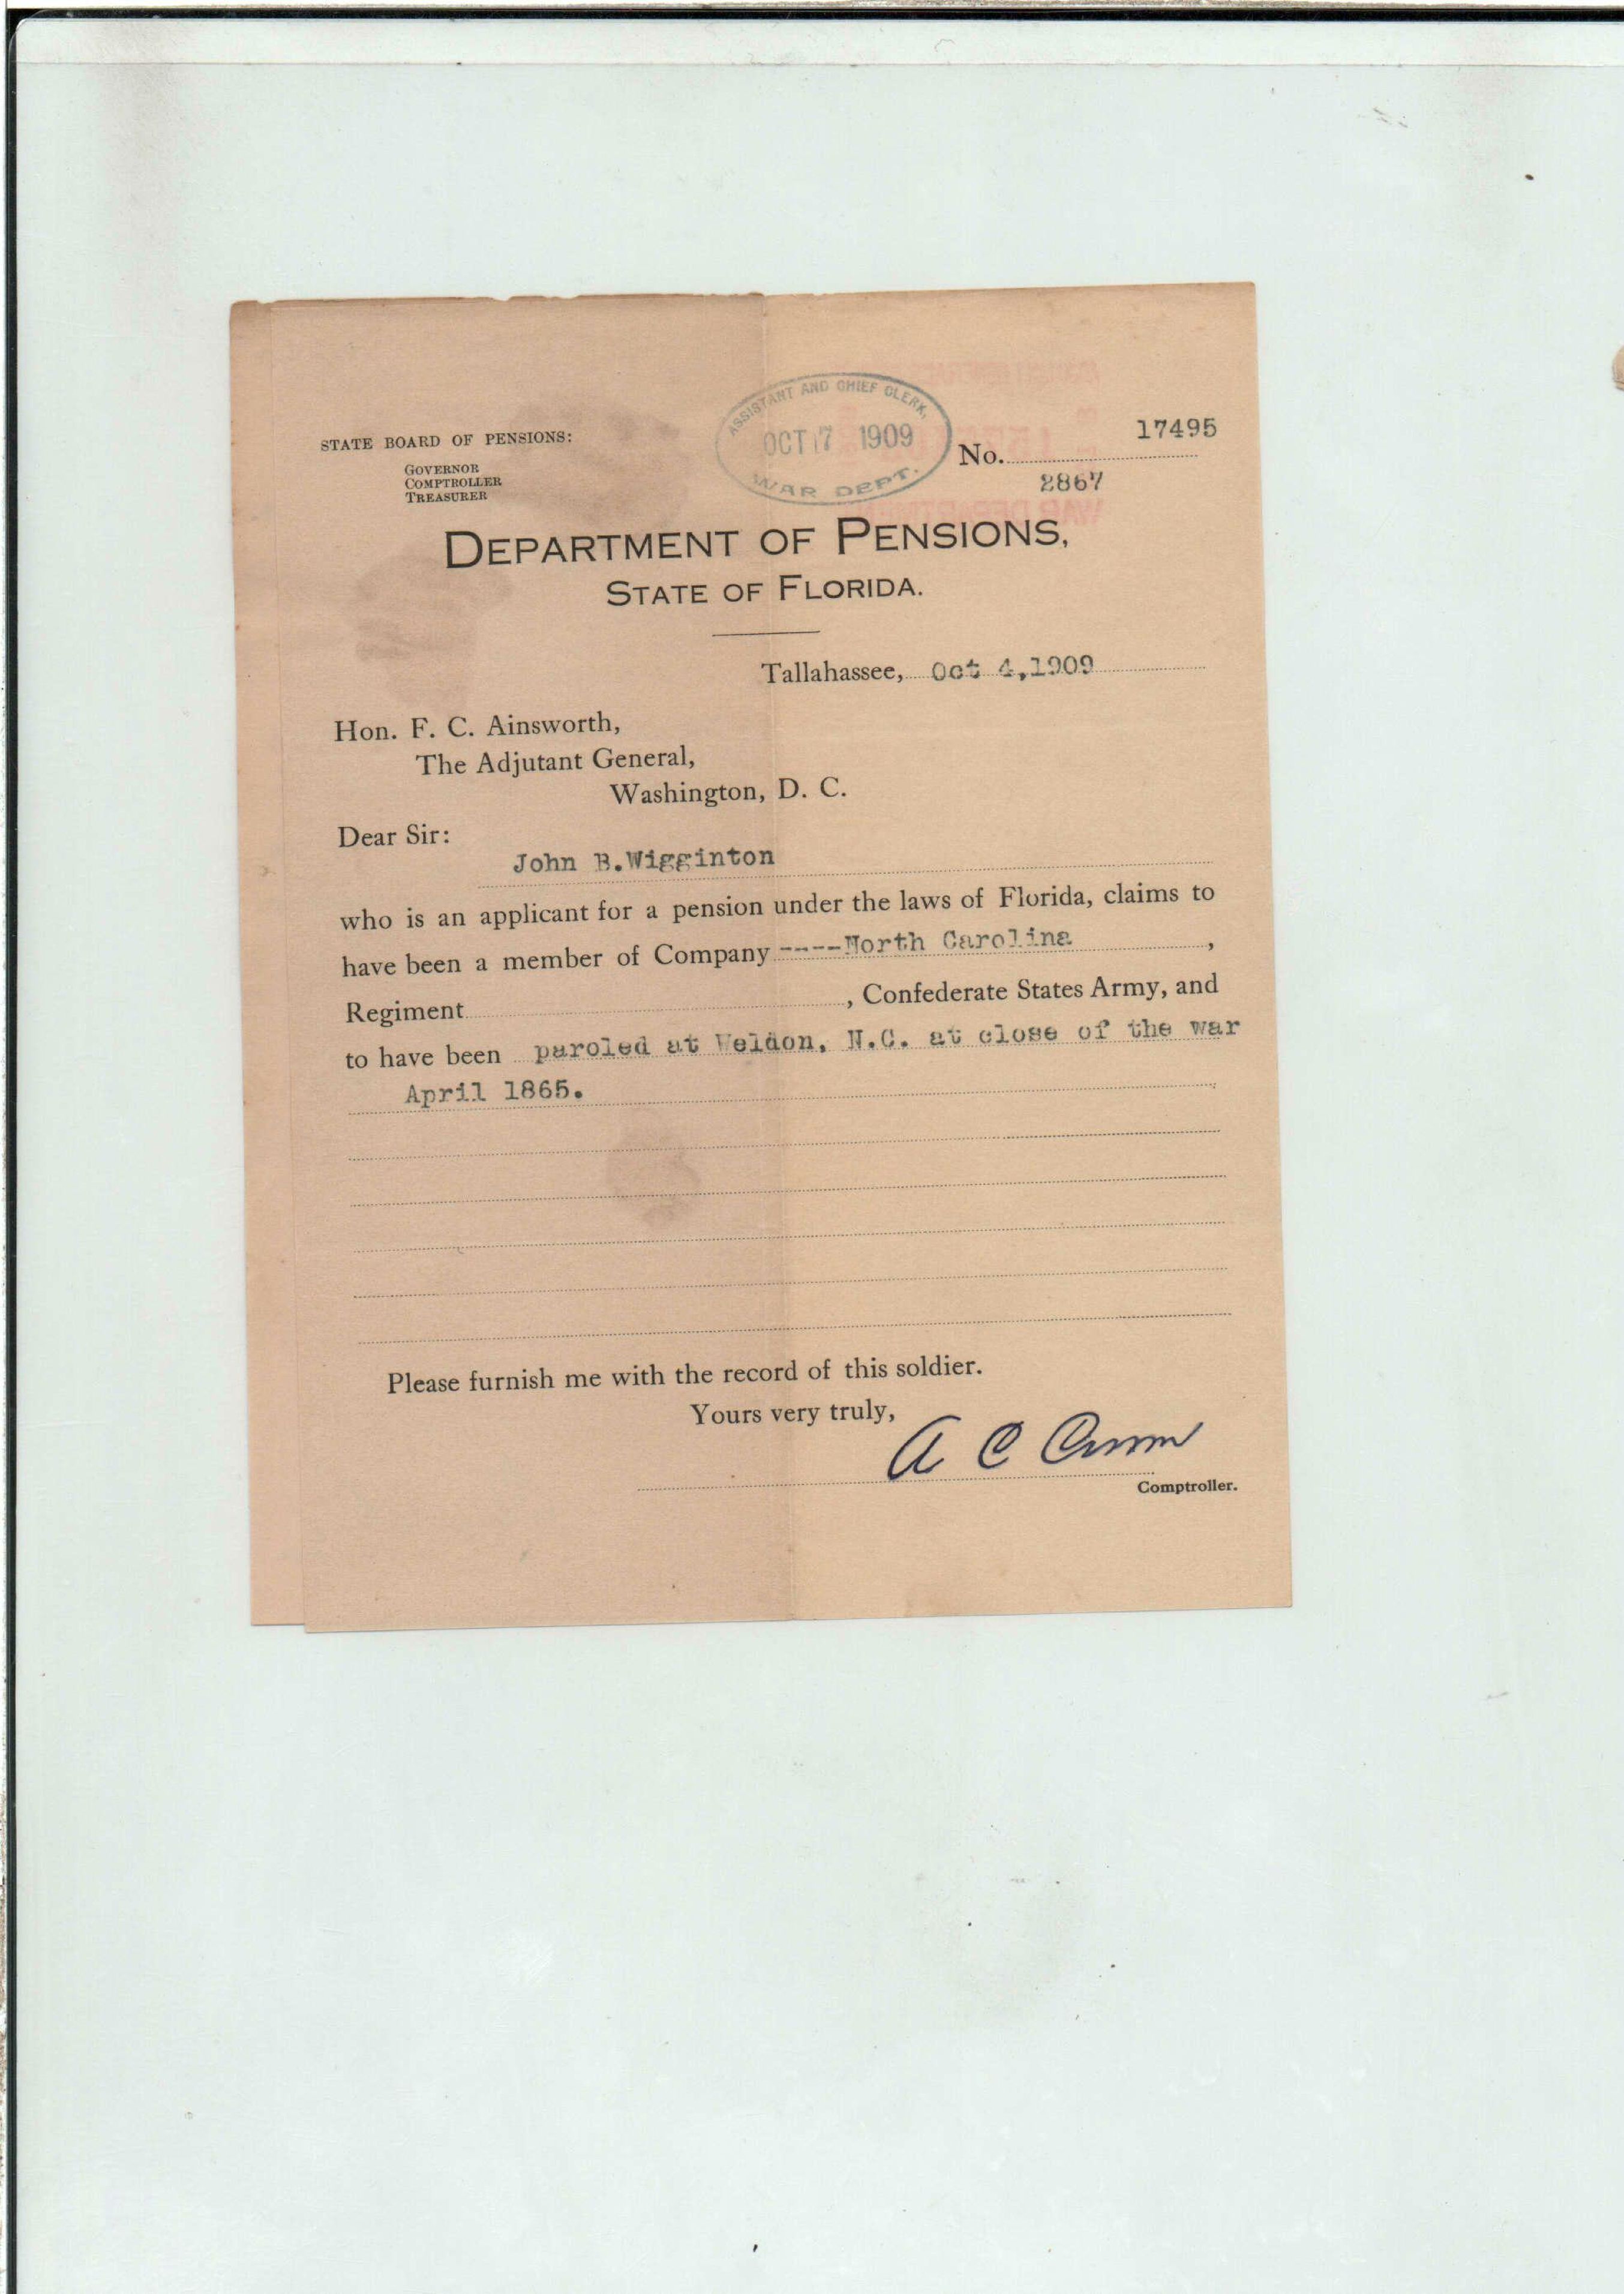 ASSISTANT AND CHIEF CLERK,
OCT 7 1909
WAR DEPT.
STATE BOARD OF PENSIONS:
GOVERNOR
COMPTROLLER
TREASURER
No. 17495
2867
DEPARTMENT OF PENSIONS,
STATE OF FLORIDA.
Tallahassee, Oct 4,1909
Hon. F. C. Ainsworth,
The Adjutant General,
Washington, D. C.
Dear Sir:
John B.Wigginton
who is an applicant for a pension under the laws of Florida, claims to
have been a member of Company ----North Carolina,
Regiment, Confederate States Army, and
to have been paroled at Weldon, N.C. at close of the war
April 1865.
Please furnish me with the record of this soldier.
Yours very truly,
A C Croom
Comptroller.